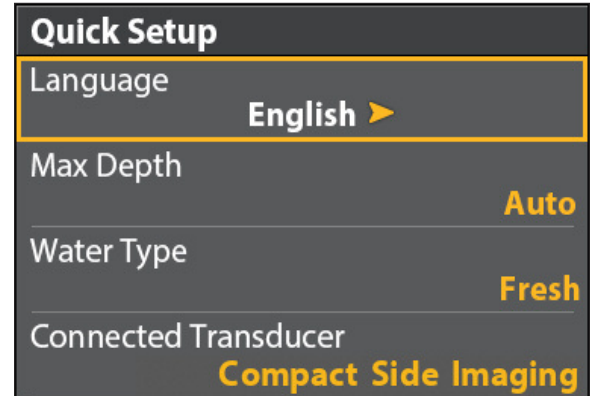 Quick Setup
Language
English
Max Depth
Auto
Water Type
Fresh
Connected Transducer
Compact Side Imaging